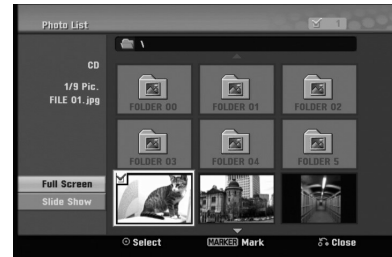 Photo List
1
\
CD
1/9 Pic.
FILE 01.jpg
FOLDER 00 FOLDER 01 FOLDER 02
FOLDER 03 FOLDER 04 FOLDER 5
Full Screen
Slide Show
Select MARKER Mark Close